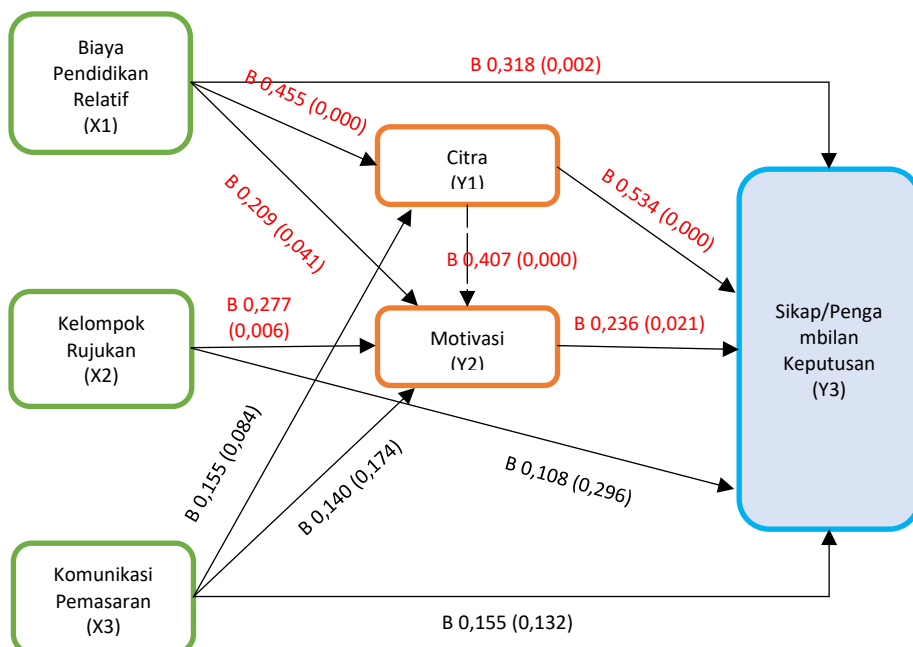 Biaya
Pendidikan
Relatif
(X1)
B 0,318 (0,002)
B 0,455 (0,000)
Citra
(Y1)
B 0,534 (0,000)
B 0,209 (0,041)
B 0,407 (0,000)
Kelompok
Rujukan
(X2)
B 0,277
(0,006)
Motivasi
(Y2)
B 0,236 (0,021)
Sikap/Penga
mbilan
Keputusan
(Y3)
B 0,155 (0,084)
B 0,140 (0,174)
B 0,108 (0,296)
Komunikasi
Pemasaran
(X3)
B 0,155 (0,132)